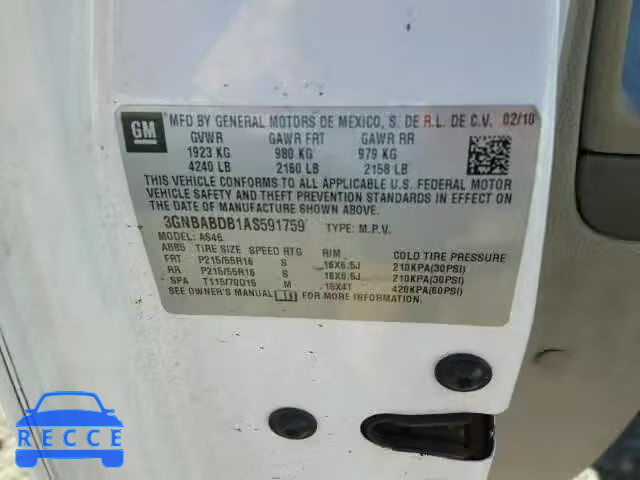 GM
MFD BY GENERAL MOTORS DE MEXICO, S. DE R.L. DE C.V. 02/10
GVWR GAWR FRT GAWR RR
1923 KG 980 KG 979 KG
4240 LB 2160 LB 2158 LB
THIS VEHICLE CONFORMS TO ALL APPLICABLE U.S. FEDERAL MOTOR
VEHICLE SAFETY AND THEFT PREVENTION STANDARDS IN EFFECT ON
THE DATE OF MANUFACTURE SHOWN ABOVE.
3GNBABDB1AS591759 TYPE: M.P.V.
MODEL: AS46
AB85 TIRE SIZE SPEED RTG RIM COLD TIRE PRESSURE
FRT P215/55R16 S 16X6.5J 210KPA(30PSI)
RR P215/55R16 S 16X6.5J 210KPA(30PSI)
SPA T115/70D15 M 15X4T 420KPA(60PSI)
SEE OWNER'S MANUAL FOR MORE INFORMATION.
RECCE